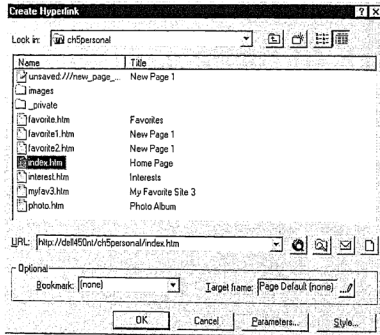 Create Hyperlink
Look in: ch5personal
Name Title
unsaved:///new_page_... New Page 1
images
_private
favorite.htm Favorites
favorite1.htm New Page 1
favorite2.htm New Page 1
index.htm Home Page
interest.htm Interests
myfav3.htm My Favorite Site 3
photo.htm Photo Album
URL: http://dell450nt/ch5personal/index.htm
Optional
Bookmark: (none) Target frame: Page Default (none)
OK Cancel Parameters... Style...